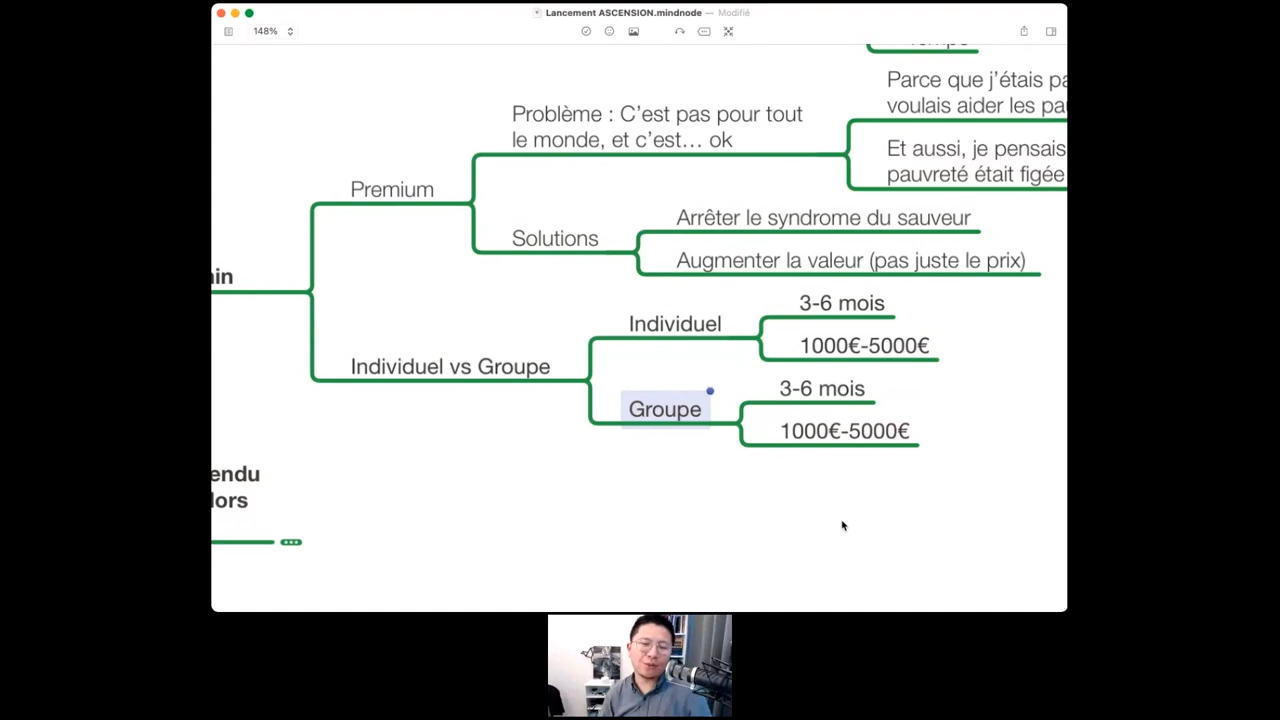 Lancement ASCENSION.mindnode — Modifié
148%
Problème : C’est pas pour tout
le monde, et c’est… ok
Parce que j’étais pa
voulais aider les pa
Et aussi, je pensais
pauvreté était figée
Premium
Solutions
Arrêter le syndrome du sauveur
Augmenter la valeur (pas juste le prix)
Individuel vs Groupe
Individuel
3-6 mois
1000€-5000€
Groupe
3-6 mois
1000€-5000€
endu
lors